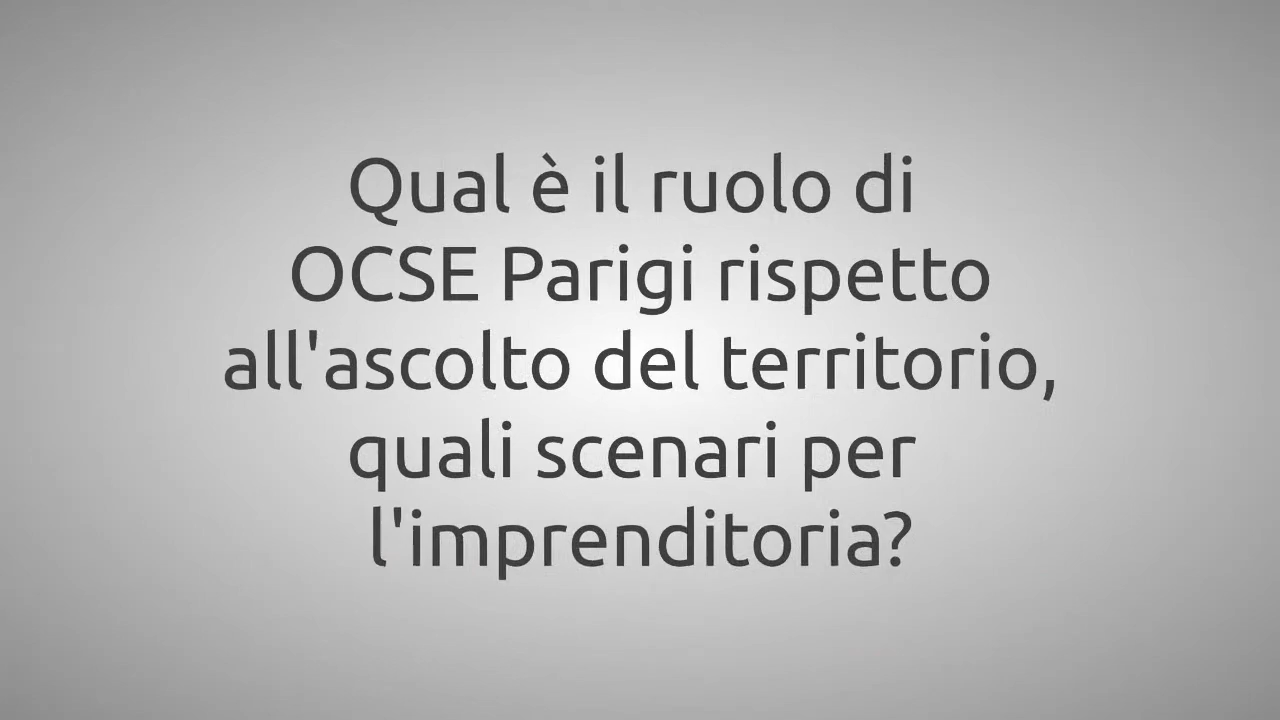 Qual è il ruolo di
OCSE Parigi rispetto
all'ascolto del territorio,
quali scenari per
l'imprenditoria?